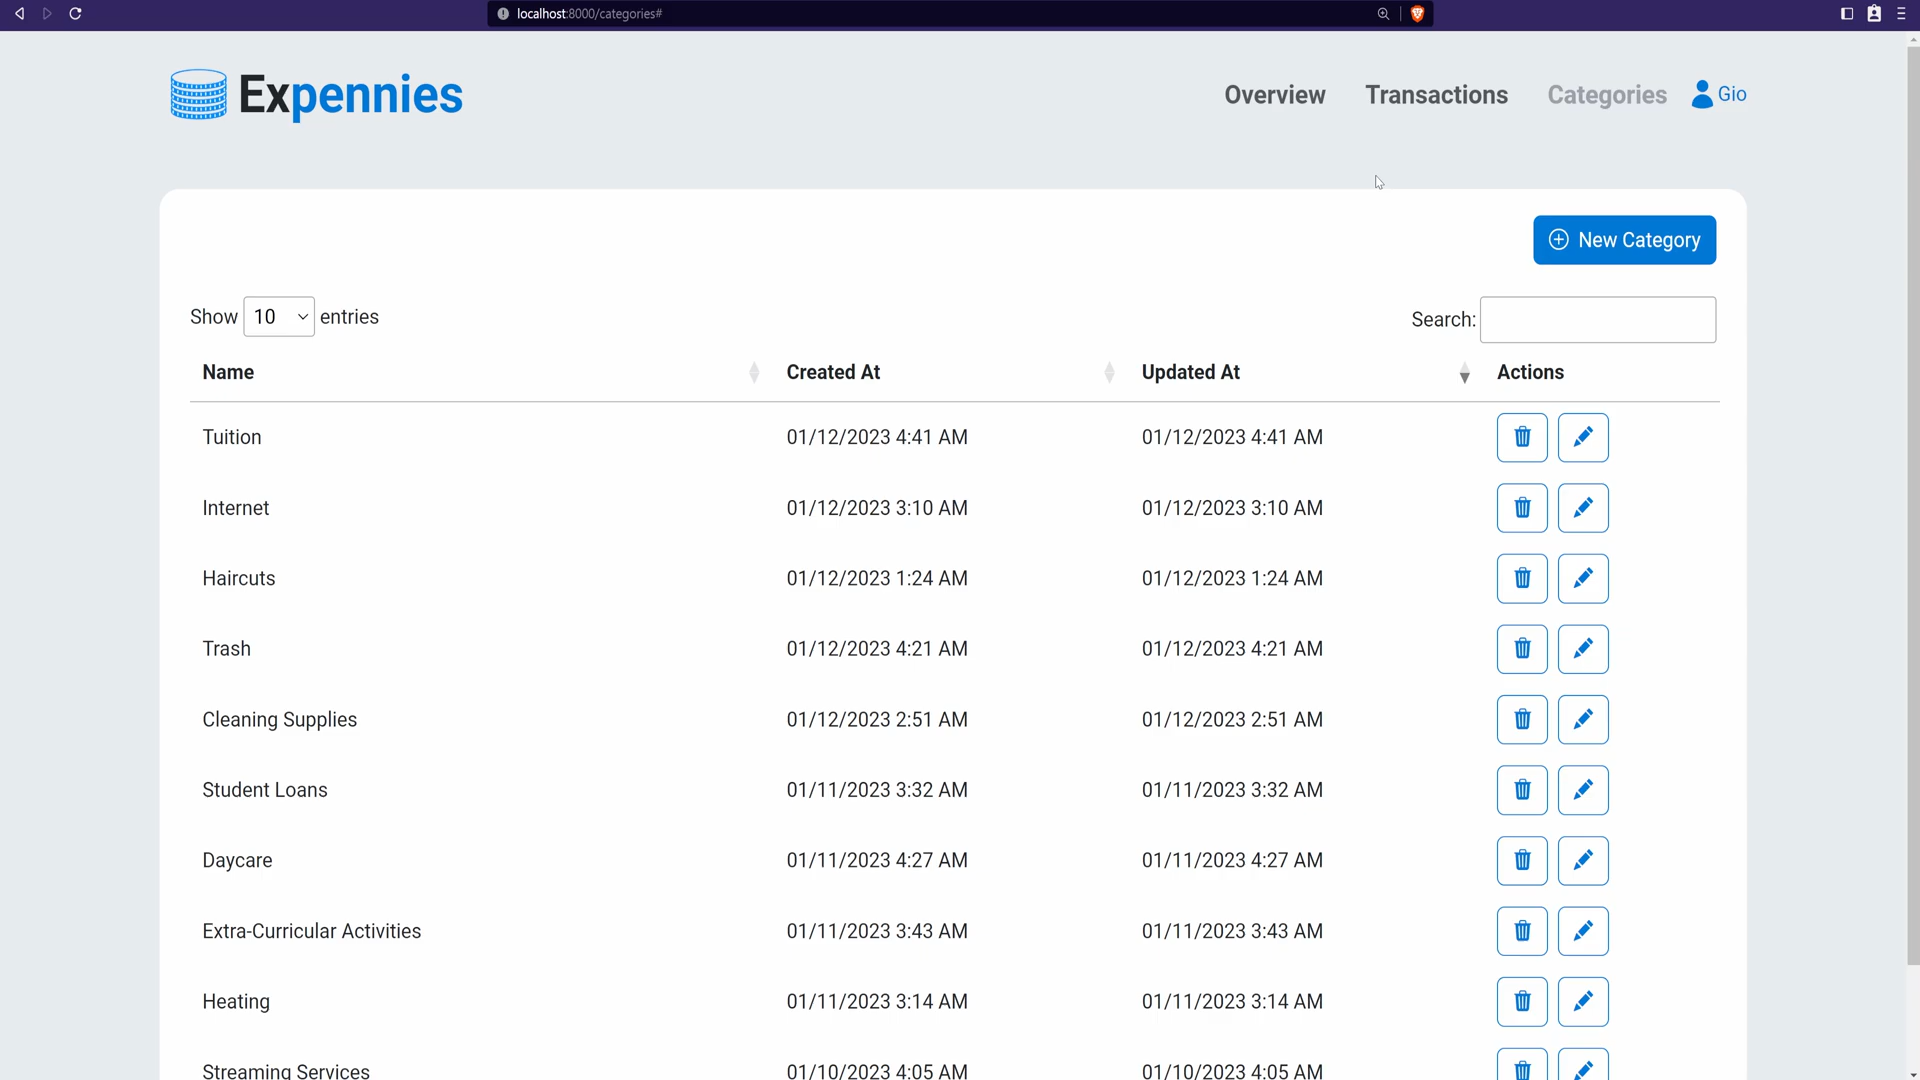 localhost:8000/categories#
Expennies
Overview Transactions Categories Gio
New Category
Show 10 entries Search:
Name Created At Updated At Actions
Tuition 01/12/2023 4:41 AM 01/12/2023 4:41 AM
Internet 01/12/2023 3:10 AM 01/12/2023 3:10 AM
Haircuts 01/12/2023 1:24 AM 01/12/2023 1:24 AM
Trash 01/12/2023 4:21 AM 01/12/2023 4:21 AM
Cleaning Supplies 01/12/2023 2:51 AM 01/12/2023 2:51 AM
Student Loans 01/11/2023 3:32 AM 01/11/2023 3:32 AM
Daycare 01/11/2023 4:27 AM 01/11/2023 4:27 AM
Extra-Curricular Activities 01/11/2023 3:43 AM 01/11/2023 3:43 AM
Heating 01/11/2023 3:14 AM 01/11/2023 3:14 AM
Streaming Services 01/10/2023 4:05 AM 01/10/2023 4:05 AM